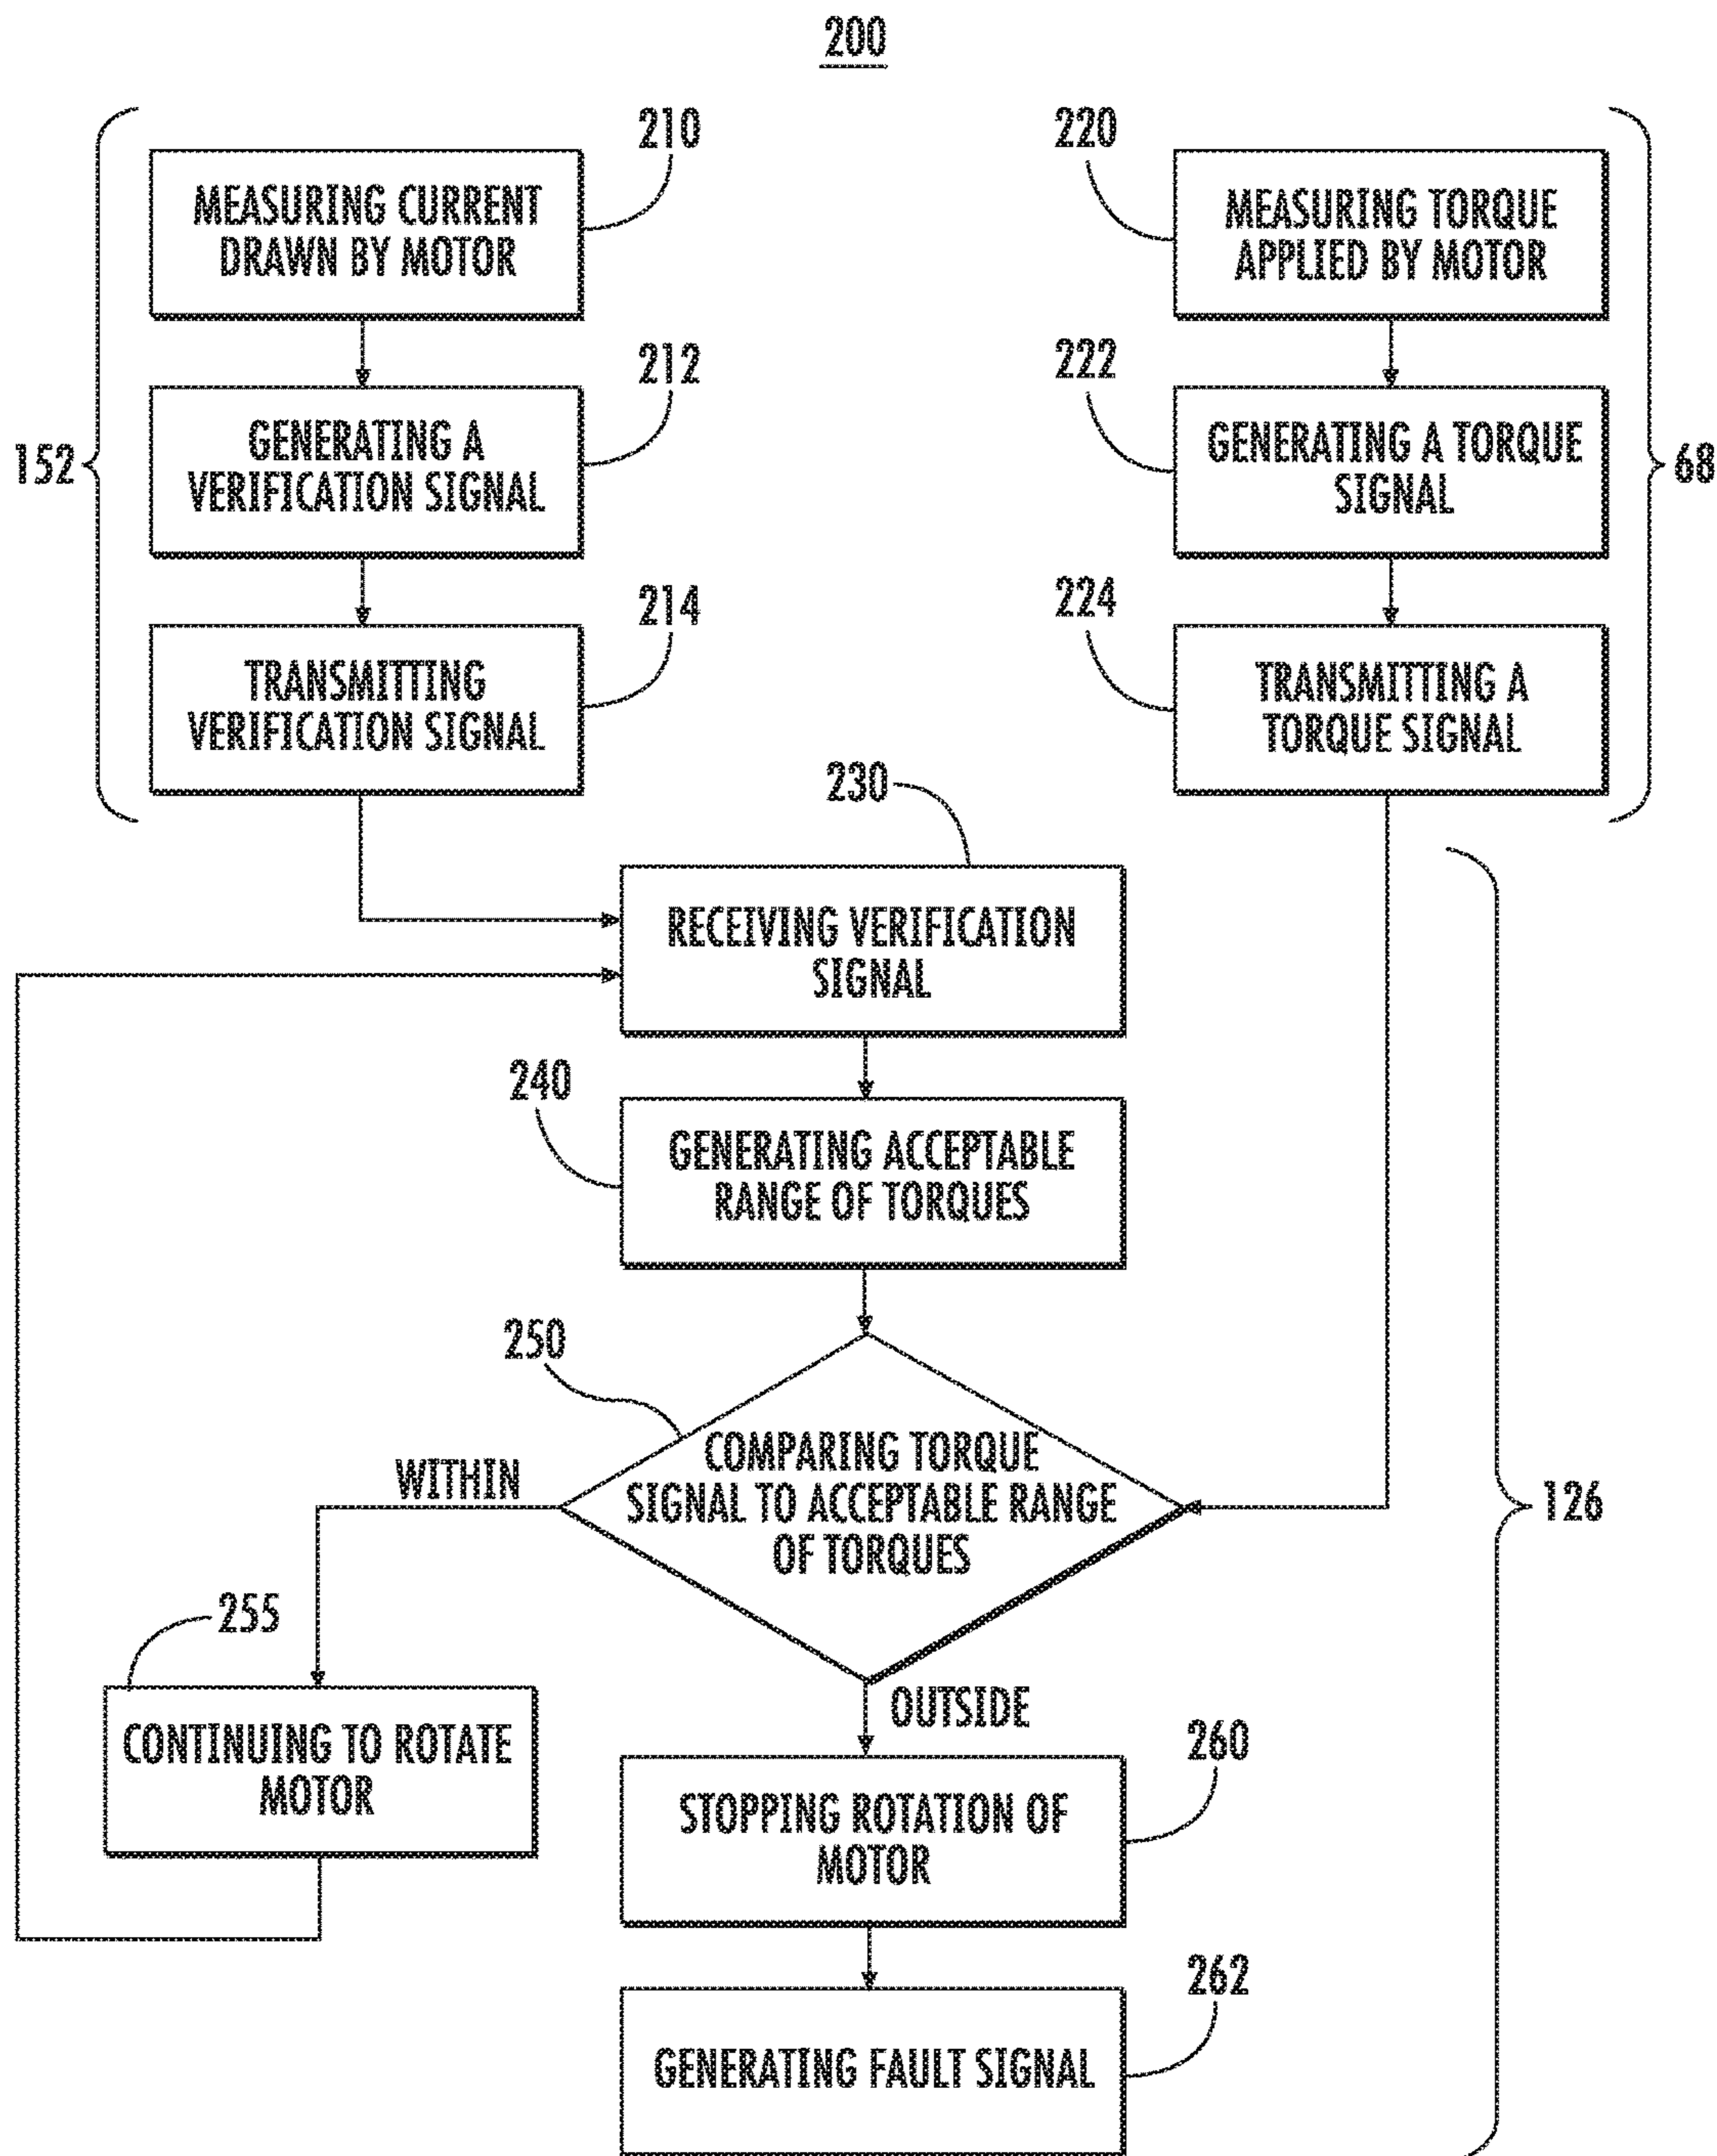 200
210
MEASURING CURRENT
DRAWN BY MOTOR
212
GENERATING A
VERIFICATION SIGNAL
152
214
TRANSMITTING
VERIFICATION SIGNAL
220
MEASURING TORQUE
APPLIED BY MOTOR
222
GENERATING A TORQUE
SIGNAL
68
224
TRANSMITTING A
TORQUE SIGNAL
230
RECEIVING VERIFICATION
SIGNAL
240
GENERATING ACCEPTABLE
RANGE OF TORQUES
250
COMPARING TORQUE
SIGNAL TO ACCEPTABLE RANGE
OF TORQUES
WITHIN
126
255
CONTINUING TO ROTATE
MOTOR
OUTSIDE
260
STOPPING ROTATION OF
MOTOR
262
GENERATING FAULT SIGNAL